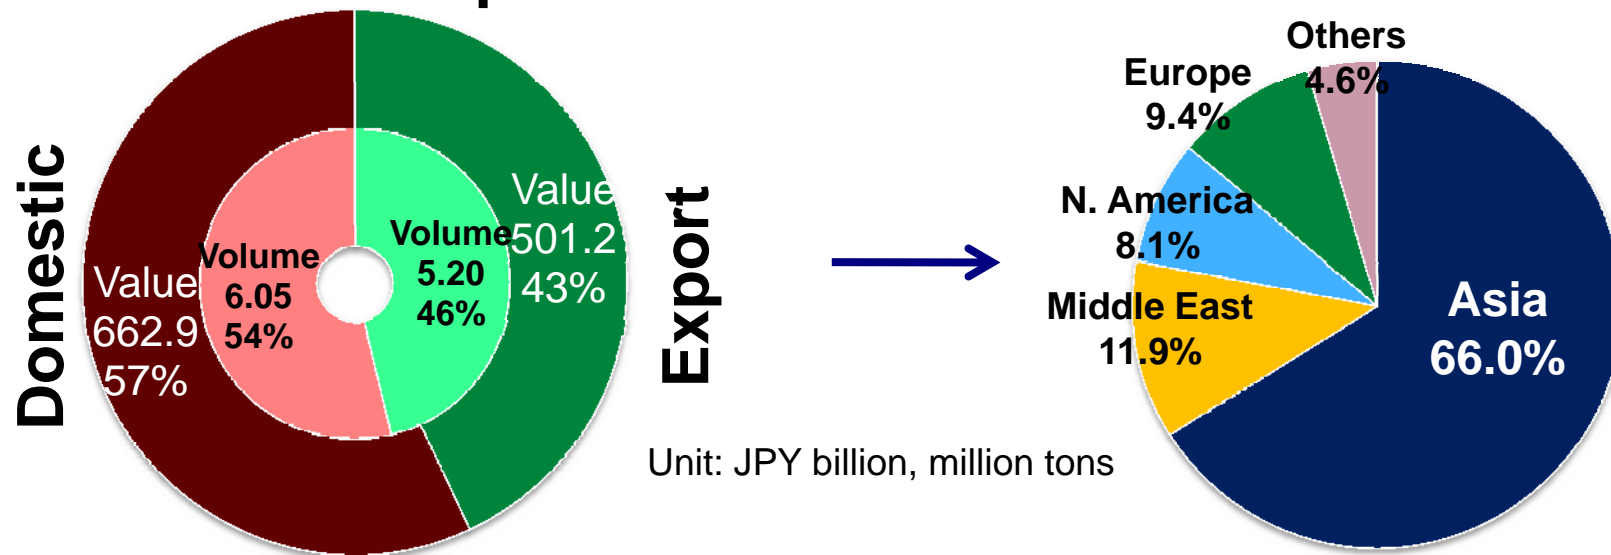 Domestic
Value
662.9
57%
Volume
6.05
54%
Volume
5.20
46%
Value
501.2
43%
Export
Unit: JPY billion, million tons
Others
4.6%
Europe
9.4%
N. America
8.1%
Middle East
11.9%
Asia
66.0%